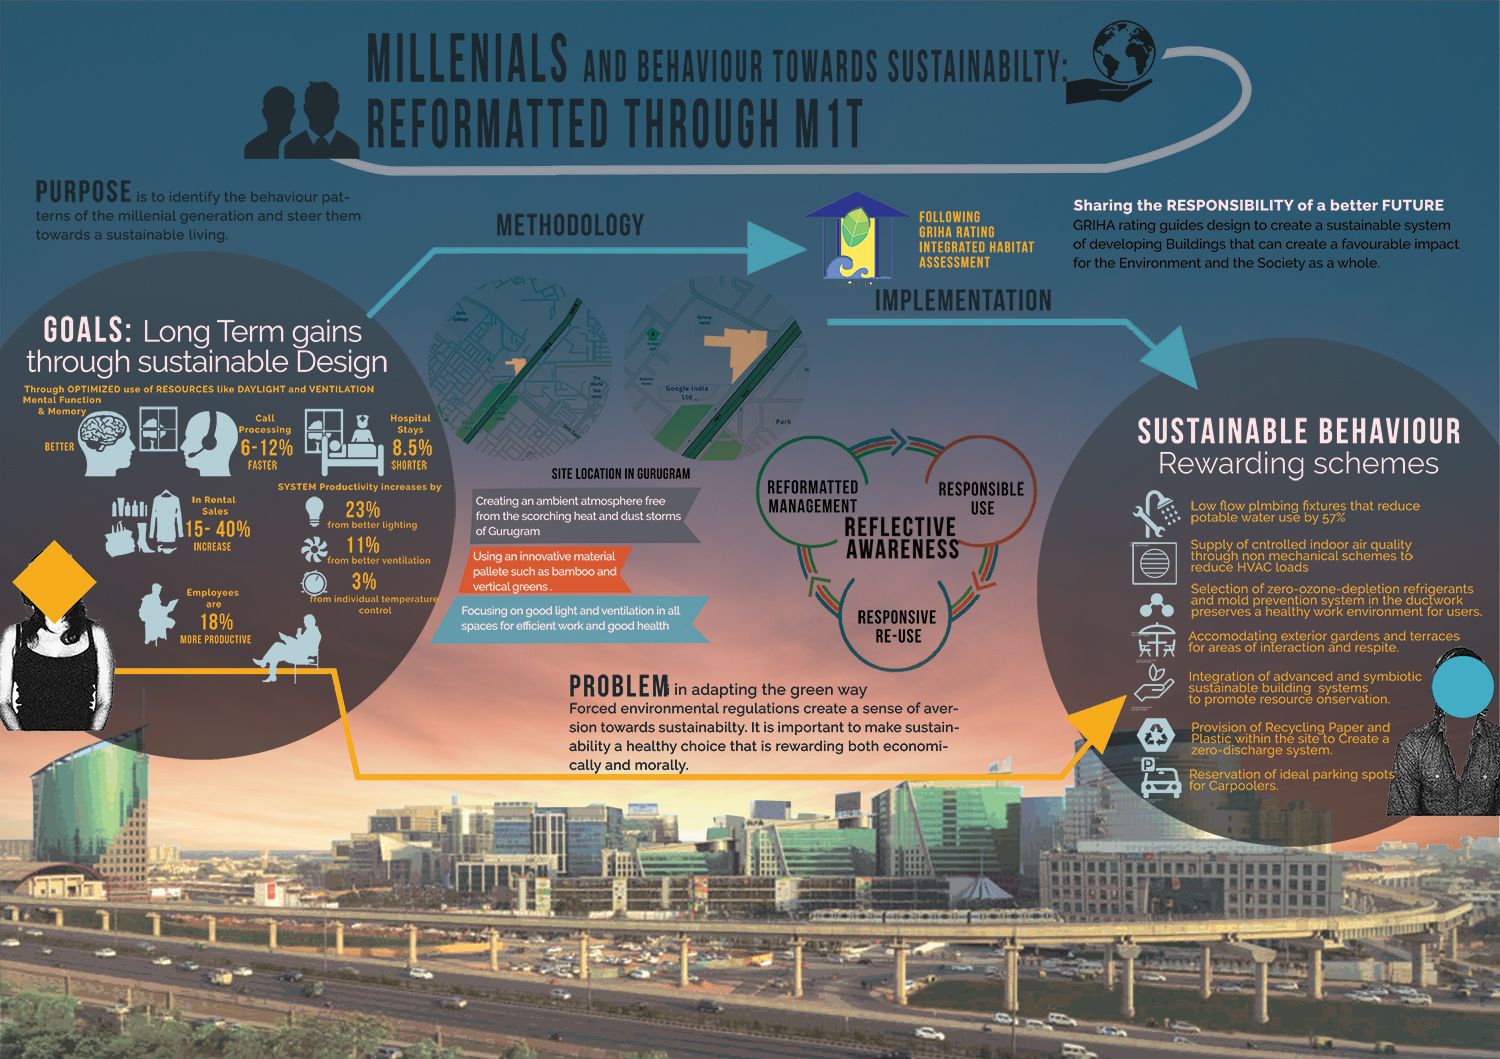 MILLENIALS AND BEHAVIOUR TOWARDS SUSTAINABILTY:
REFORMATTED THROUGH M1T
PURPOSE is to identify the behaviour pat-
terns of the millenial generation and steer them
towards a sustainable living.
METHODOLOGY
FOLLOWING
GRIHA RATING
INTEGRATED HABITAT
ASSESSMENT
Sharing the RESPONSIBILITY of a better FUTURE
GRIHA rating guides design to create a sustainable system
of developing Buildings that can create a favourable impact
for the Environment and the Society as a whole.
IMPLEMENTATION
GOALS: Long Term gains
through sustainable Design
Through OPTIMIZED use of RESOURCES like DAYLIGHT and VENTILATION
Mental Function
& Memory
BETTER
Call
Processing
6-12%
FASTER
Hospital
Stays
8.5%
SHORTER
In Rental
Sales
15- 40%
INCREASE
SYSTEM Productivity increases by
23%
from better lighting
11%
from better ventilation
3%
from individual temperature
control
Employees
are
18%
MORE PRODUCTIVE
Google India
Ltd
Park
SITE LOCATION IN GURUGRAM
Creating an ambient atmosphere free
from the scorching heat and dust storms
of Gurugram
Using an innovative material
pallete such as bamboo and
vertical greens .
Focusing on good light and ventilation in all
spaces for efficient work and good health
REFORMATTED
MANAGEMENT
RESPONSIBLE
USE
REFLECTIVE
AWARENESS
RESPONSIVE
RE-USE
PROBLEM in adapting the green way
Forced environmental regulations create a sense of aver-
sion towards sustainabilty. It is important to make sustain-
ability a healthy choice that is rewarding both economi-
cally and morally.
SUSTAINABLE BEHAVIOUR
Rewarding schemes
Low flow plmbing fixtures that reduce
potable water use by 57%
Supply of cntrolled indoor air quality
through non mechanical schemes to
reduce HVAC loads
Selection of zero-ozone-depletion refrigerants
and mold prevention system in the ductwork
preserves a healthy work environment for users.
Accomodating exterior gardens and terraces
for areas of interaction and respite.
Integration of advanced and symbiotic
sustainable building systems
to promote resource onservation.
Provision of Recycling Paper and
Plastic within the site to Create a
zero-discharge system.
P
Reservation of ideal parking spots
for Carpoolers.